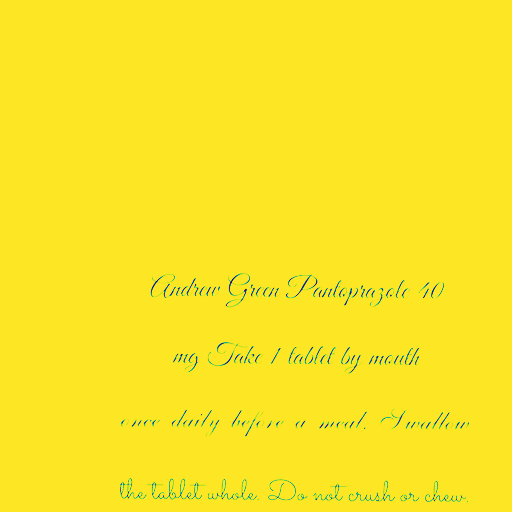 Andrew Green Pantoprazole 40
mg Take 1 tablet by mouth
once daily before a meal. Swallow
the tablet whole. Do not crush or chew.